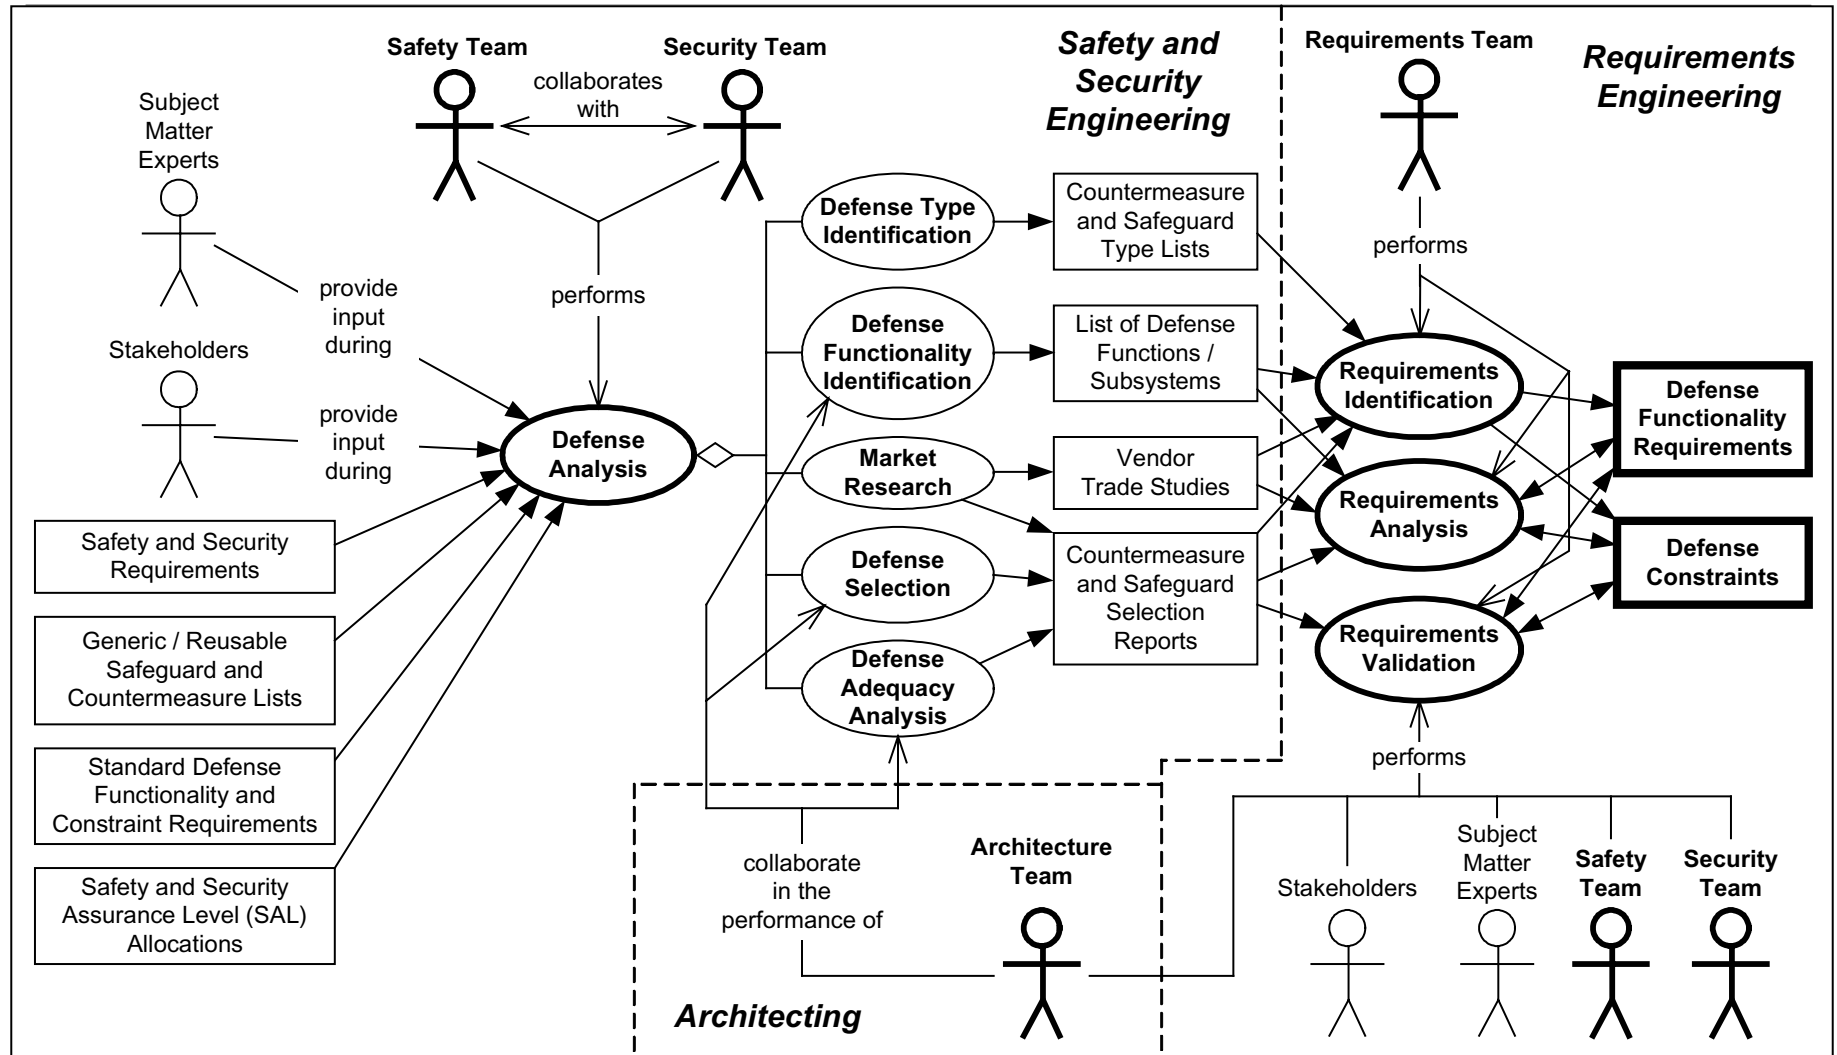 Safety Team
Security Team
collaborates
with
Safety and
Security
Engineering
Requirements Team
Requirements
Engineering
Subject
Matter
Experts
provide
input
during
Stakeholders
provide
input
during
performs
Defense
Analysis
Safety and Security
Requirements
Generic / Reusable
Safeguard and
Countermeasure Lists
Standard Defense
Functionality and
Constraint Requirements
Safety and Security
Assurance Level (SAL)
Allocations
Defense Type
Identification
Defense
Functionality
Identification
Market
Research
Defense
Selection
Defense
Adequacy
Analysis
Countermeasure
and Safeguard
Type Lists
List of Defense
Functions /
Subsystems
Vendor
Trade Studies
Countermeasure
and Safeguard
Selection
Reports
performs
Requirements
Identification
Requirements
Analysis
Requirements
Validation
Defense
Functionality
Requirements
Defense
Constraints
performs
collaborate
in the
performance of
Architecture
Team
Architecting
Stakeholders
Subject
Matter
Experts
Safety
Team
Security
Team